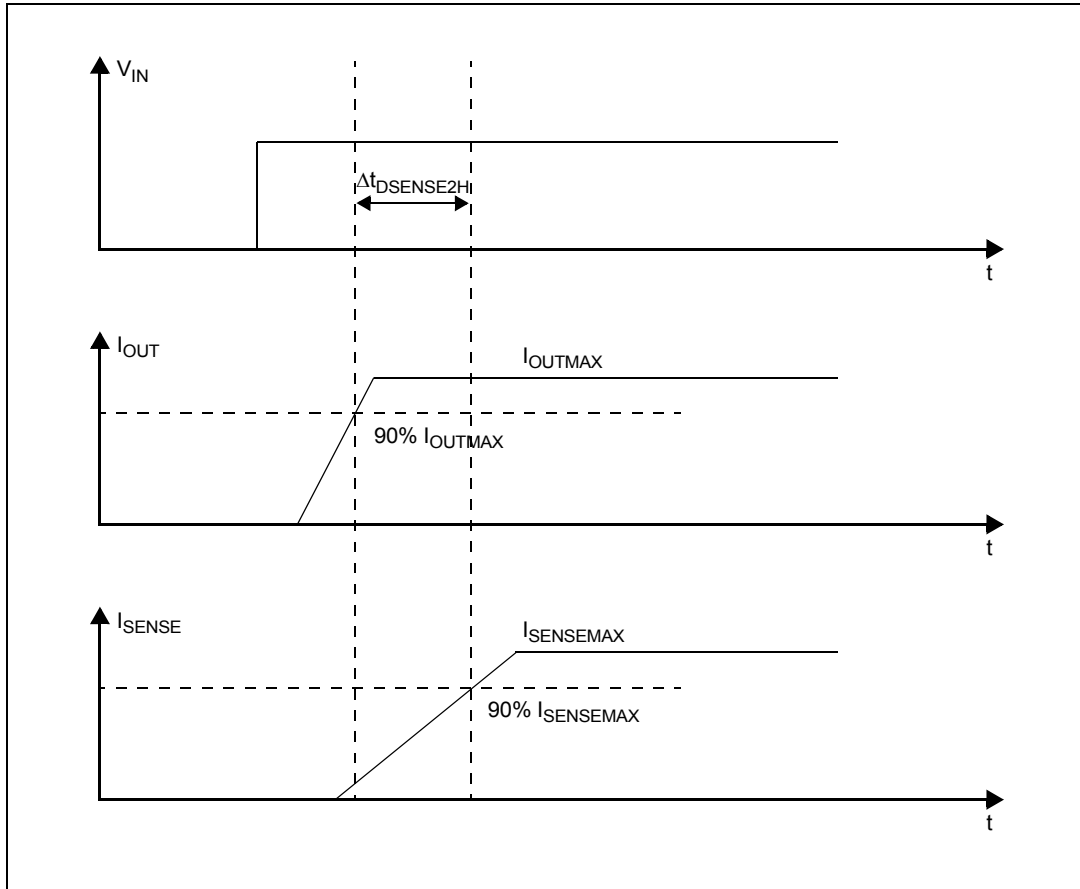 V_IN
Δt_DSENSE2H
t
I_OUT
I_OUTMAX
90% I_OUTMAX
t
I_SENSE
I_SENSEMAX
90% I_SENSEMAX
t